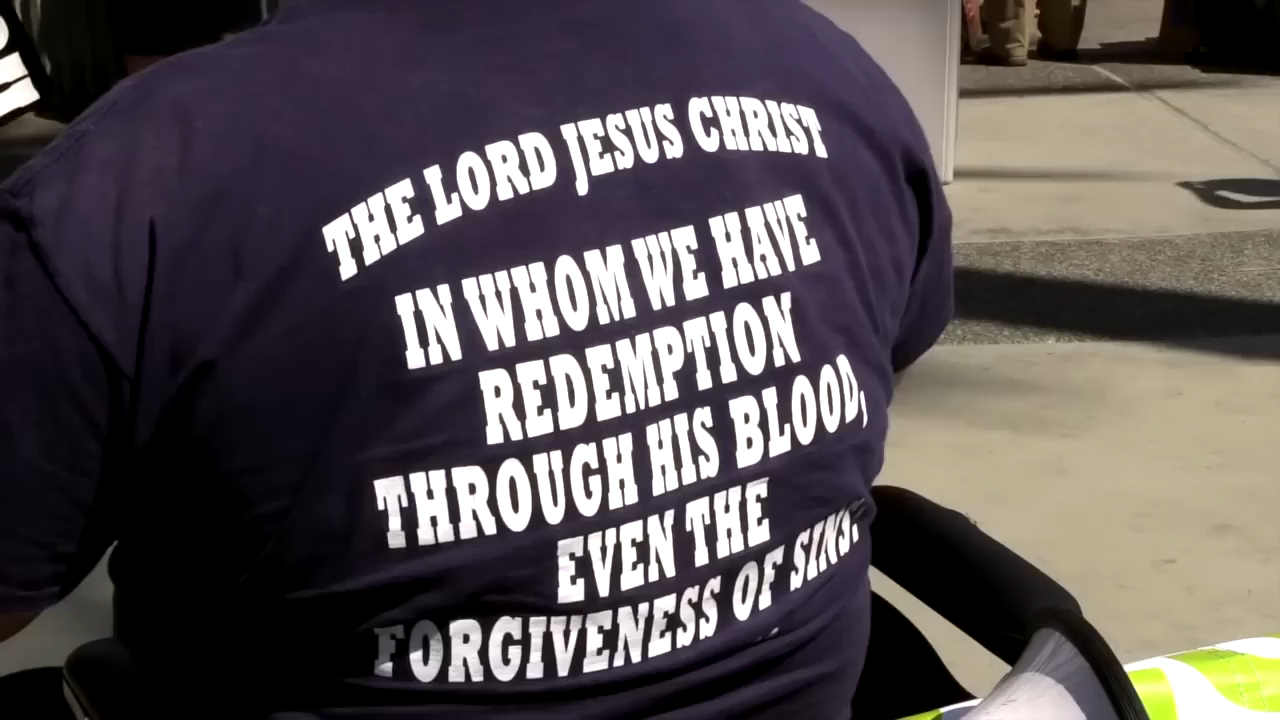 THE LORD JESUS CHRIST
IN WHOM WE HAVE
REDEMPTION
THROUGH HIS BLOOD,
EVEN THE
FORGIVENESS OF SINS.